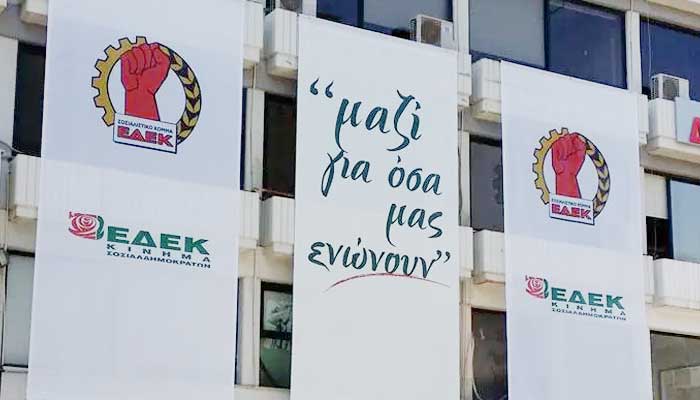 ΣΟΣΙΑΛΙΣΤΙΚΟ ΚΟΜΜΑ
ΕΔΕΚ
ΕΔΕΚ
ΚΙΝΗΜΑ
ΣΟΣΙΑΛΔΗΜΟΚΡΑΤΩΝ
“μαζί
για όσα
μας
ενώνουν”
ΣΟΣΙΑΛΙΣΤΙΚΟ ΚΟΜΜΑ
ΕΔΕΚ
ΕΔΕΚ
ΚΙΝΗΜΑ
ΣΟΣΙΑΛΔΗΜΟΚΡΑΤΩΝ